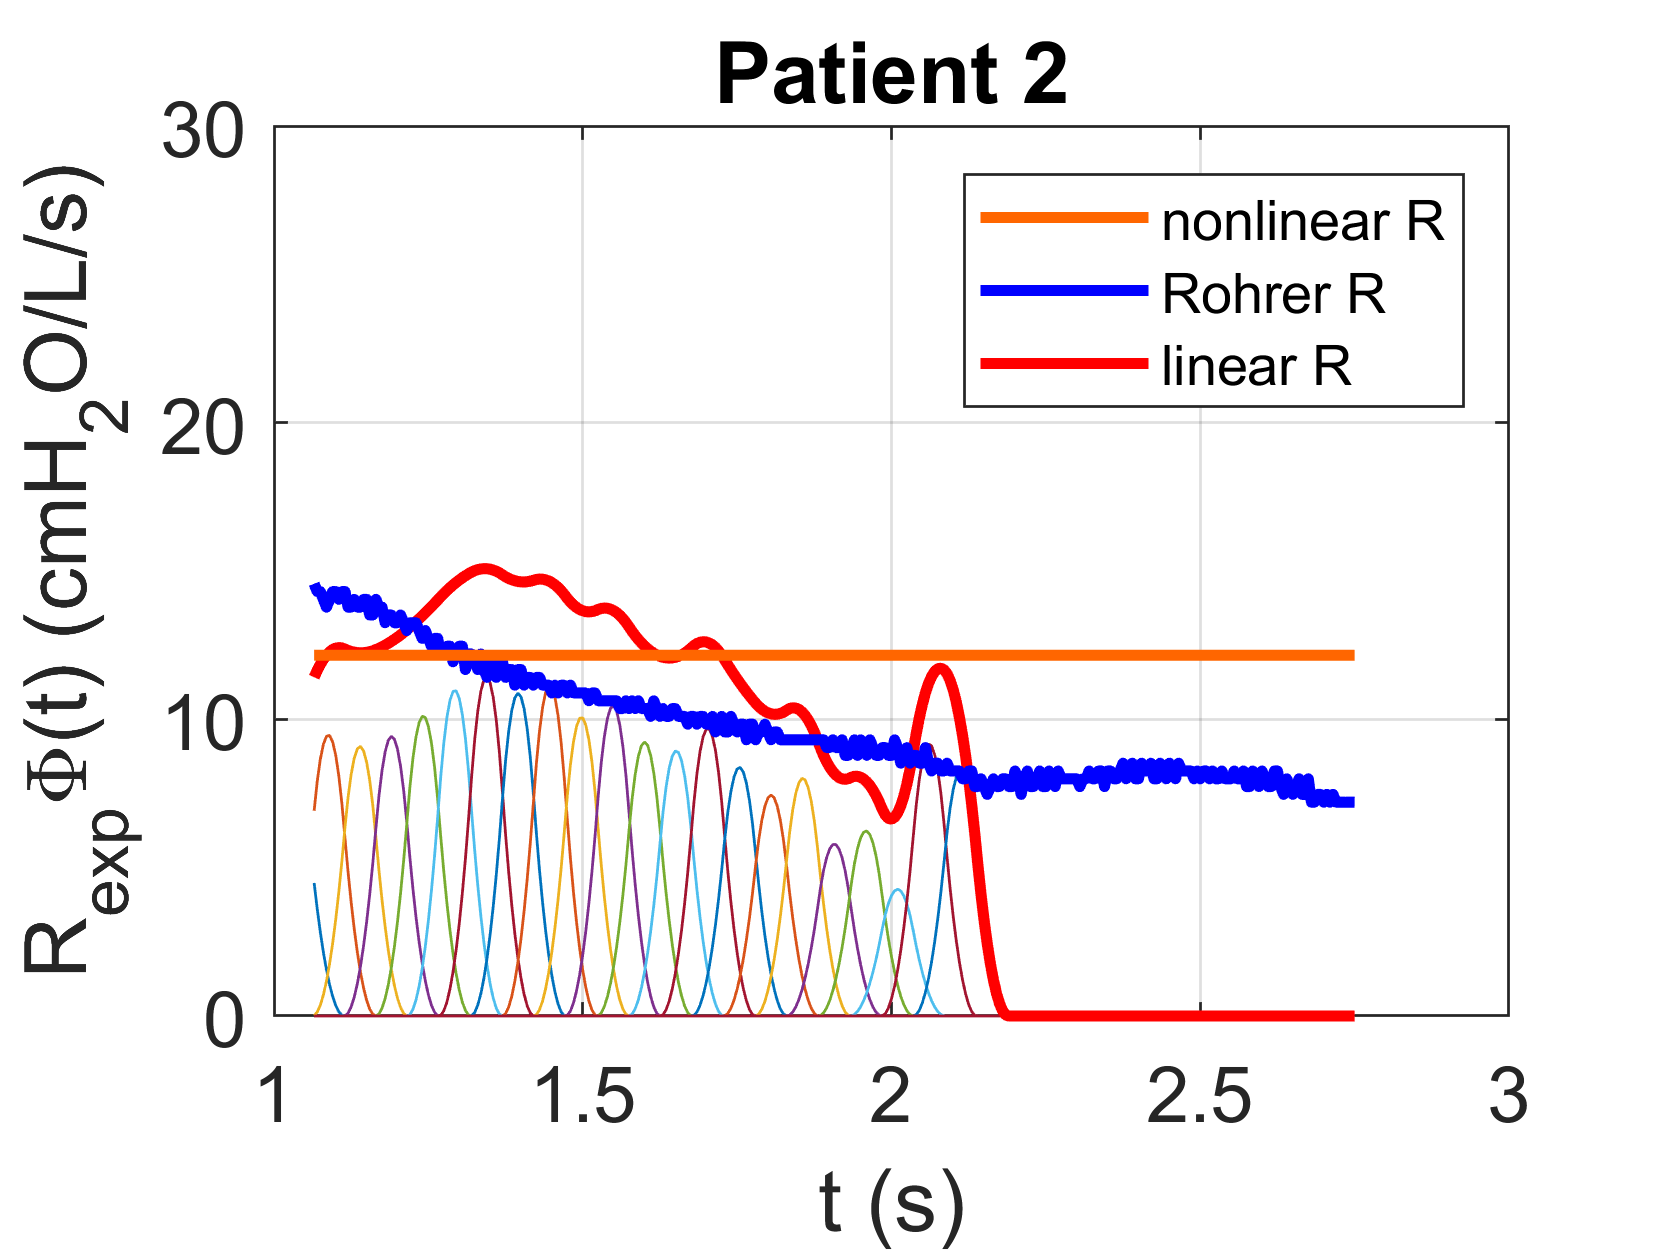 Patient 2
R_exp Φ(t) (cmH_2O/L/s)
30
20
10
0
nonlinear R
Rohrer R
linear R
1 1.5 2 2.5 3
t (s)